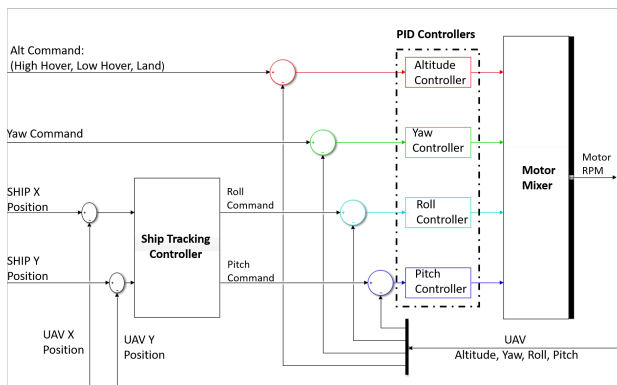 PID Controllers
Alt Command:
(High Hover, Low Hover, Land)
Altitude
Controller
Yaw Command
Yaw
Controller
Motor
Mixer
Motor
RPM
SHIP X
Position
Roll
Command
Roll
Controller
Ship Tracking
Controller
SHIP Y
Position
Pitch
Command
Pitch
Controller
UAV X
Position
UAV Y
Position
UAV
Altitude, Yaw, Roll, Pitch